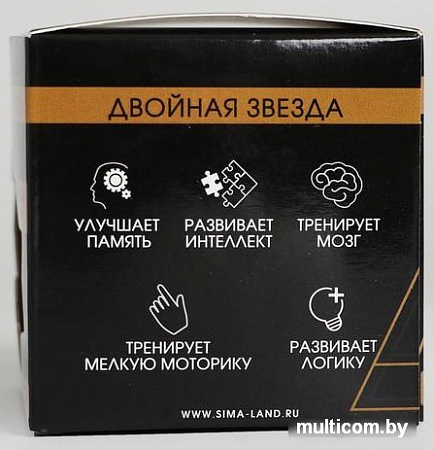 ДВОЙНАЯ ЗВЕЗДА
УЛУЧШАЕТ
ПАМЯТЬ
РАЗВИВАЕТ
ИНТЕЛЛЕКТ
ТРЕНИРУЕТ
МОЗГ
ТРЕНИРУЕТ
МЕЛКУЮ МОТОРИКУ
РАЗВИВАЕТ
ЛОГИКУ
WWW.SIMA-LAND.RU
multicom.by